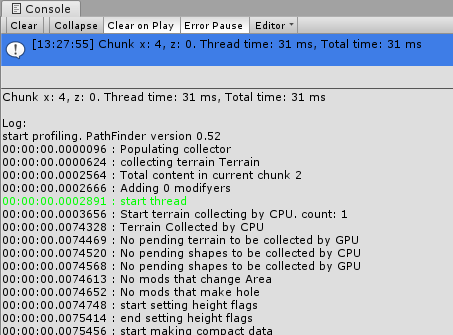 Console
Clear Collapse Clear on Play Error Pause Editor
[13:27:55] Chunk x: 4, z: 0. Thread time: 31 ms, Total time: 31 ms
Chunk x: 4, z: 0. Thread time: 31 ms, Total time: 31 ms
Log:
start profiling. PathFinder version 0.52
00:00:00.0000096 : Populating collector
00:00:00.0000624 : collecting terrain Terrain
00:00:00.0002564 : Total content in current chunk 2
00:00:00.0002666 : Adding 0 modifyers
00:00:00.0002891 : start thread
00:00:00.0003656 : Start terrain collecting by CPU. count: 1
00:00:00.0074328 : Terrain Collected by CPU
00:00:00.0074469 : No pending terrain to be collected by GPU
00:00:00.0074520 : No pending shapes to be collected by CPU
00:00:00.0074568 : No pending shapes to be collected by GPU
00:00:00.0074613 : No mods that change Area
00:00:00.0074652 : No mods that make hole
00:00:00.0074748 : start setting height flags
00:00:00.0075414 : end setting height flags
00:00:00.0075456 : start making compact data